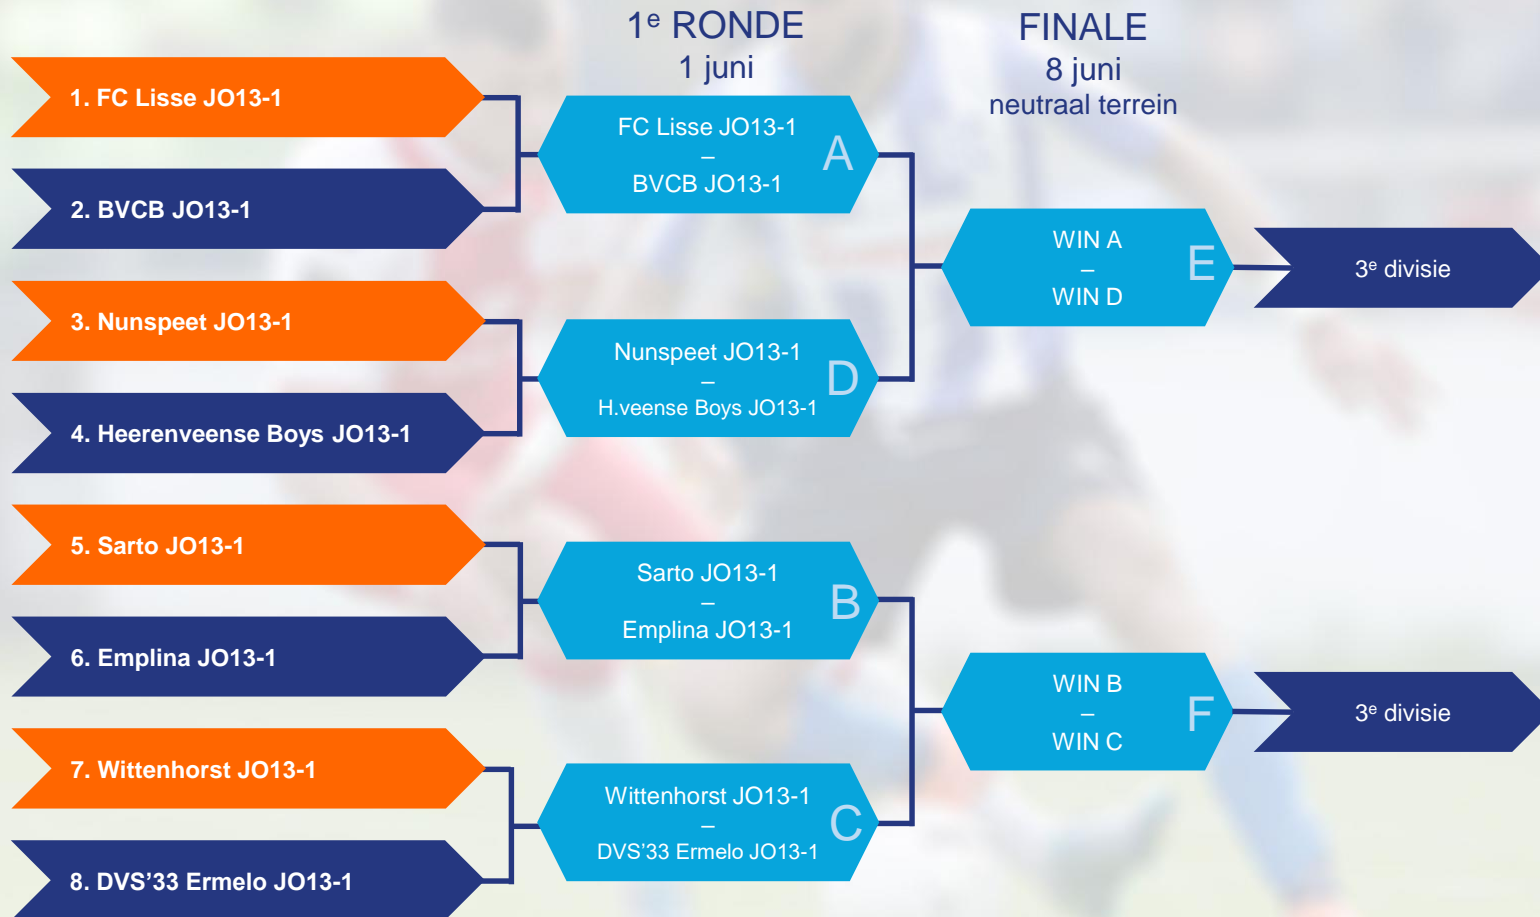 1e RONDE
1 juni
FINALE
8 juni
neutraal terrein
1. FC Lisse JO13-1
2. BVCB JO13-1
3. Nunspeet JO13-1
4. Heerenveense Boys JO13-1
5. Sarto JO13-1
6. Emplina JO13-1
7. Wittenhorst JO13-1
8. DVS'33 Ermelo JO13-1
FC Lisse JO13-1
–
BVCB JO13-1
A
Nunspeet JO13-1
–
H.veense Boys JO13-1
D
Sarto JO13-1
–
Emplina JO13-1
B
Wittenhorst JO13-1
–
DVS'33 Ermelo JO13-1
C
WIN A
–
WIN D
E
WIN B
–
WIN C
F
3e divisie
3e divisie